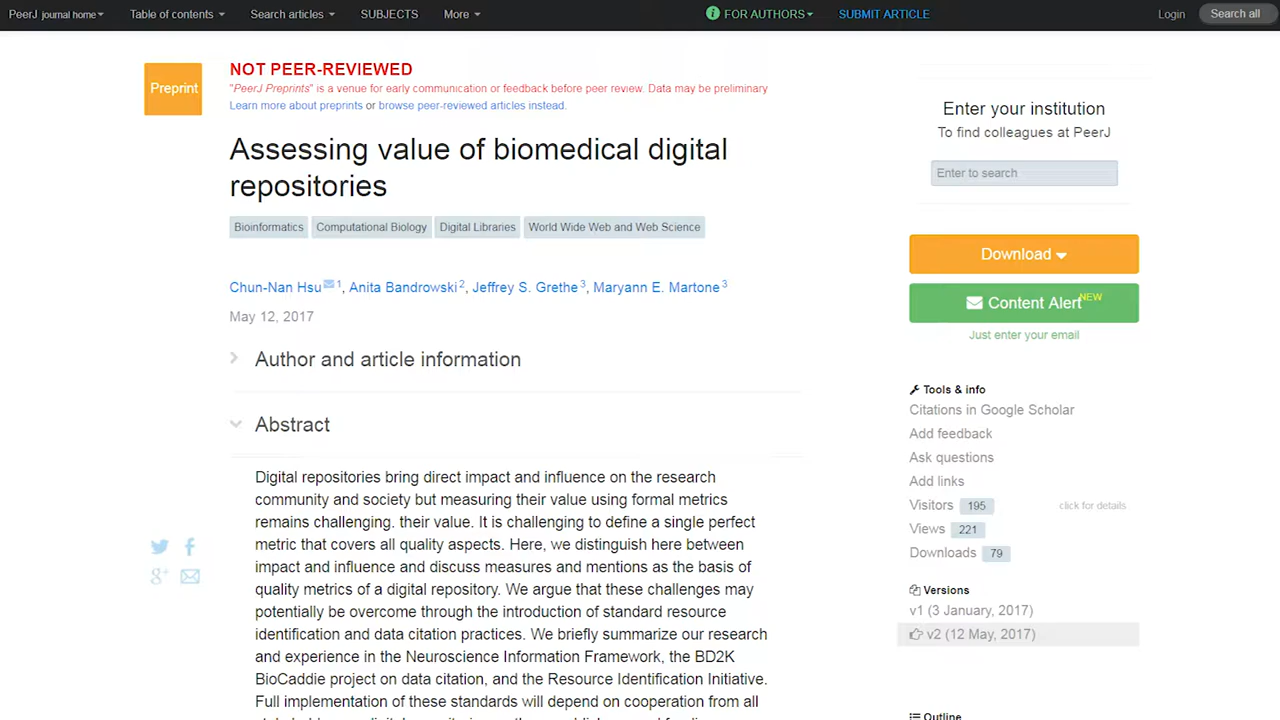 PeerJ journal home Table of contents Search articles SUBJECTS More FOR AUTHORS SUBMIT ARTICLE Login Search all
Preprint
NOT PEER-REVIEWED
"PeerJ Preprints" is a venue for early communication or feedback before peer review. Data may be preliminary
Learn more about preprints or browse peer-reviewed articles instead.
Assessing value of biomedical digital
repositories
Bioinformatics Computational Biology Digital Libraries World Wide Web and Web Science
Chun-Nan Hsu 1, Anita Bandrowski 2, Jeffrey S. Grethe 3, Maryann E. Martone 3
May 12, 2017
Author and article information
Abstract
Digital repositories bring direct impact and influence on the research
community and society but measuring their value using formal metrics
remains challenging. their value. It is challenging to define a single perfect
metric that covers all quality aspects. Here, we distinguish here between
impact and influence and discuss measures and mentions as the basis of
quality metrics of a digital repository. We argue that these challenges may
potentially be overcome through the introduction of standard resource
identification and data citation practices. We briefly summarize our research
and experience in the Neuroscience Information Framework, the BD2K
BioCaddie project on data citation, and the Resource Identification Initiative.
Full implementation of these standards will depend on cooperation from all
Enter your institution
To find colleagues at PeerJ
Enter to search
Download
Content Alert NEW
Just enter your email
Tools & info
Citations in Google Scholar
Add feedback
Ask questions
Add links
Visitors 195 click for details
Views 221
Downloads 79
Versions
v1 (3 January, 2017)
v2 (12 May, 2017)
Outline